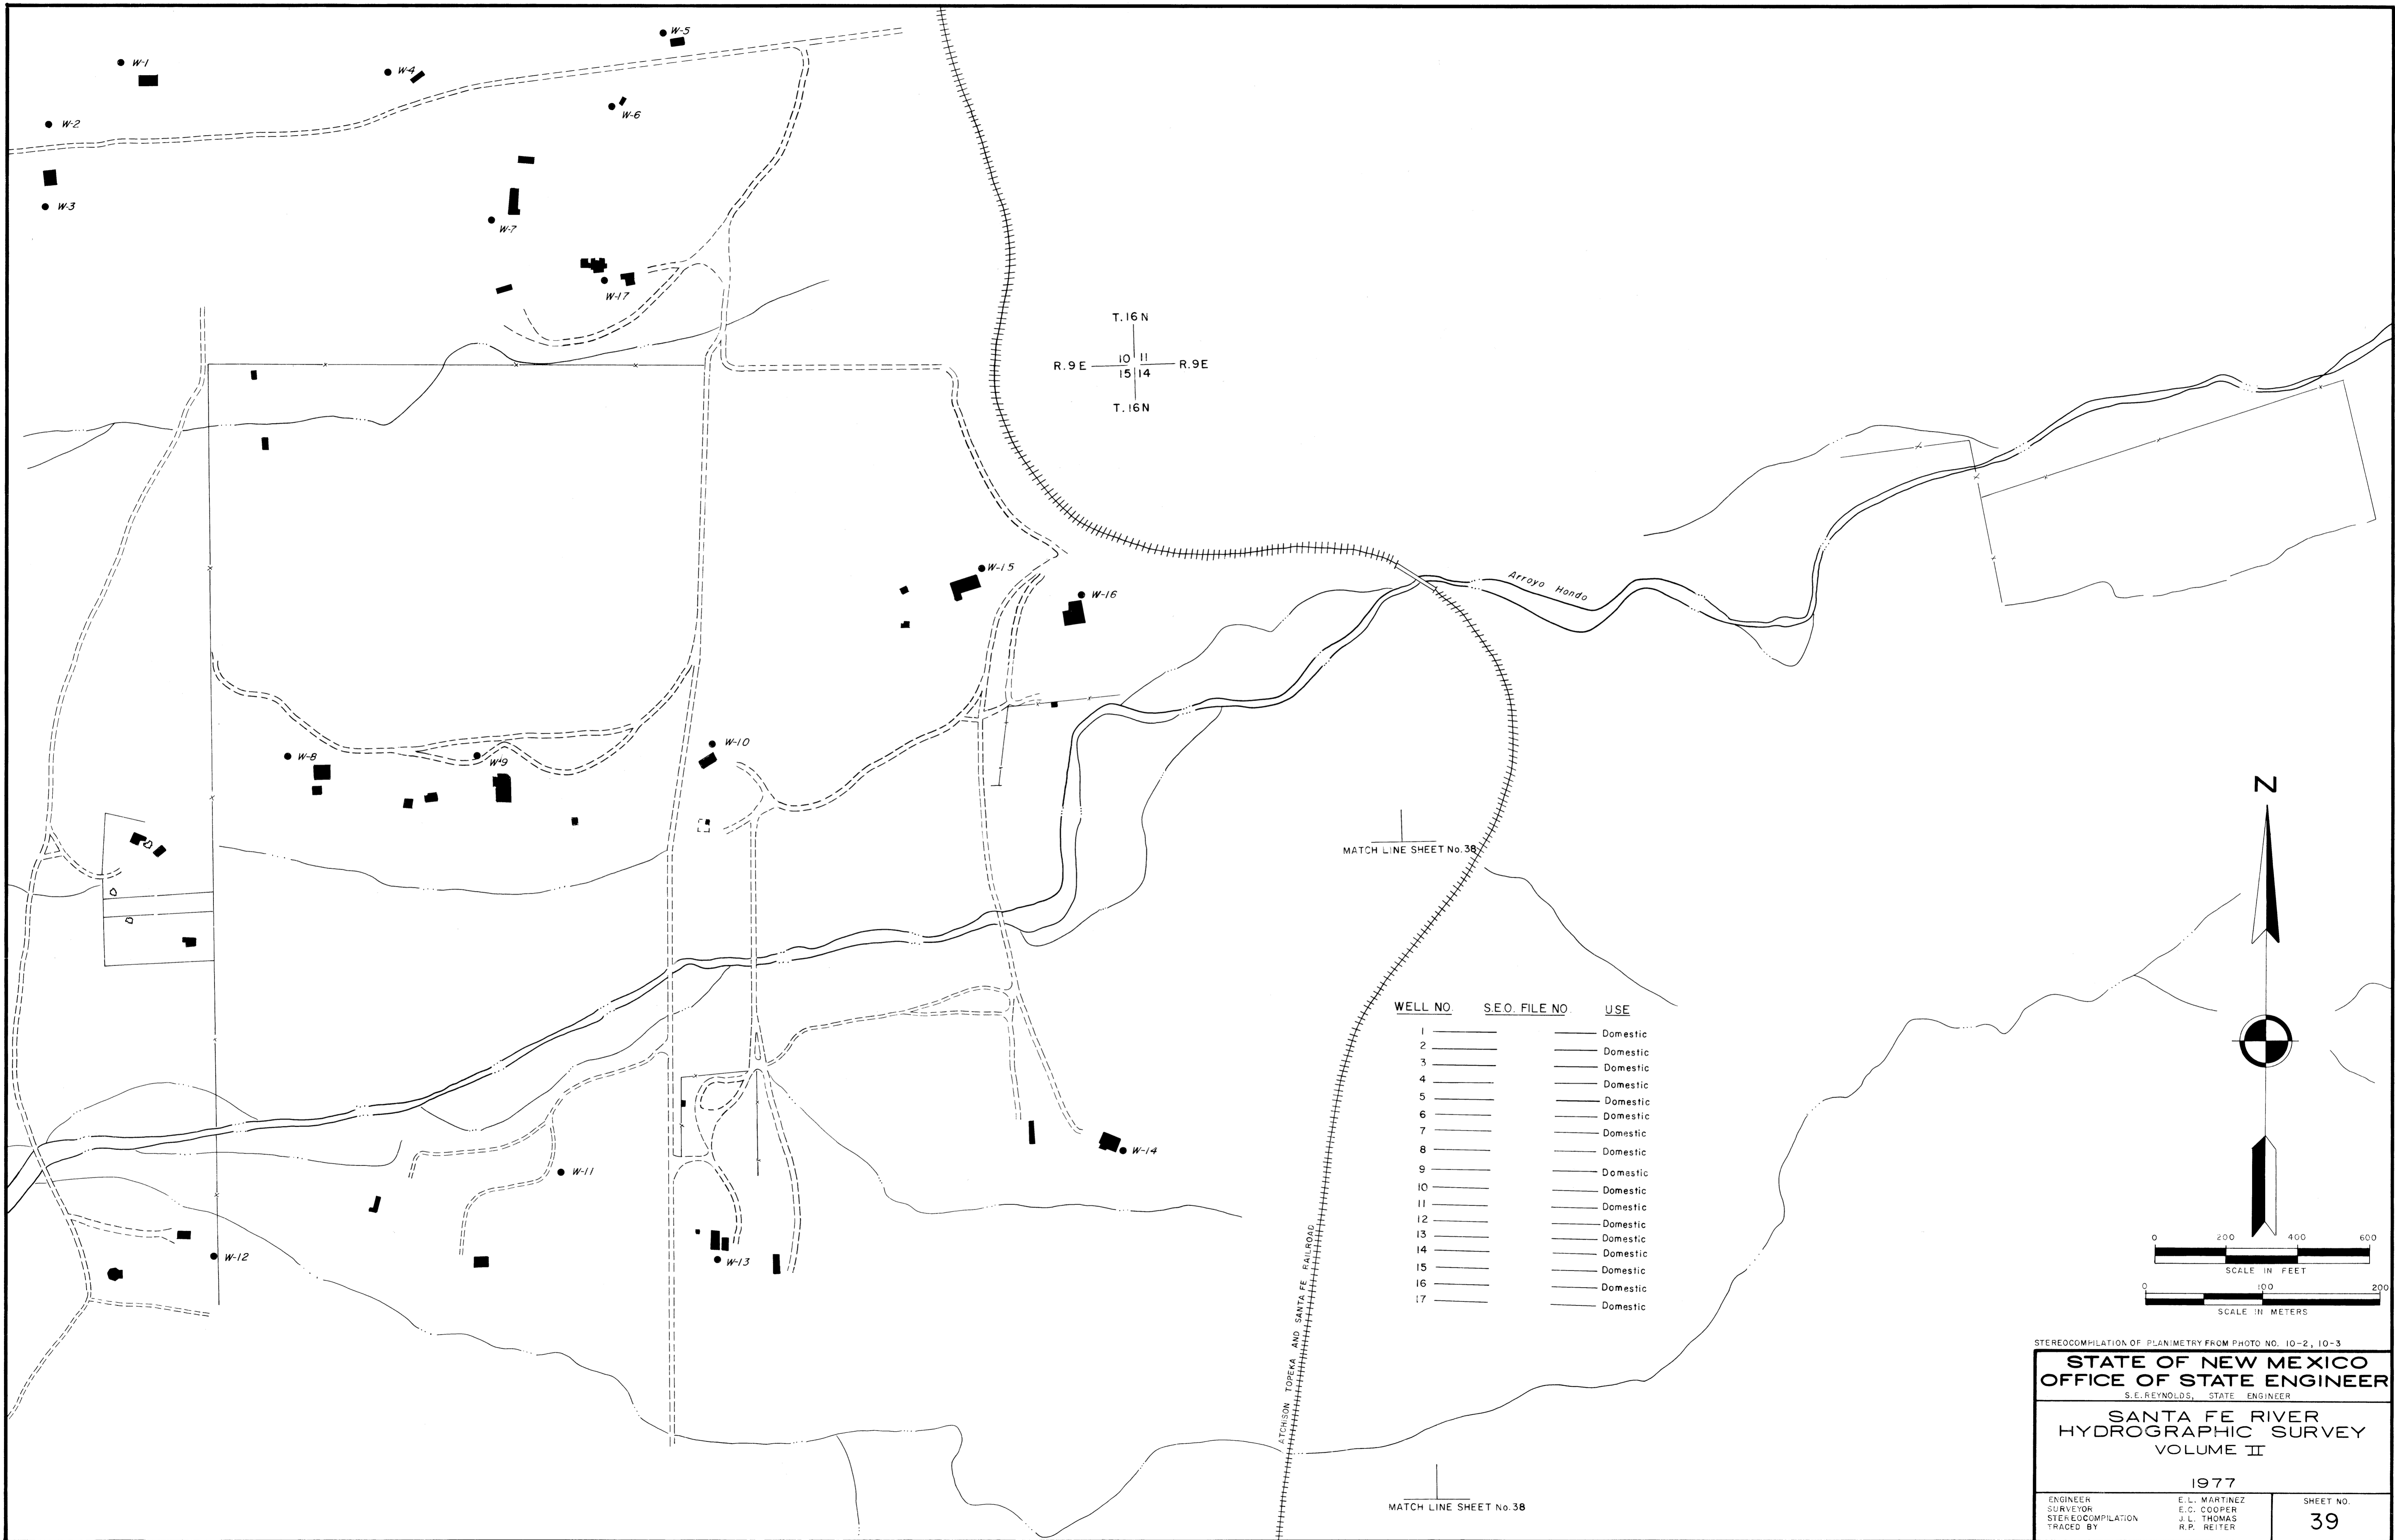 W-5
W-1
W-4
W-6
W-2
W-3
W-7
W-17
T.16N
10 11
R.9E R.9E
15 14
T.16N
W-15
Arroyo Hondo
W-16
W-10
W-8
W-9
N
MATCH LINE SHEET No. 38
WELL NO. S.E.O. FILE NO. USE
1 Domestic
2 Domestic
3 Domestic
4 Domestic
5 Domestic
6 Domestic
7 Domestic
8 Domestic
9 Domestic
10 Domestic
11 Domestic
12 Domestic
13 Domestic
14 Domestic
15 Domestic
16 Domestic
17 Domestic
W-14
W-11
W-12
W-13
ATCHISON TOPEKA AND SANTA FE RAILROAD
0 200 400 600
SCALE IN FEET
0 100 200
SCALE IN METERS
MATCH LINE SHEET No. 38
STEREOCOMPILATION OF PLANIMETRY FROM PHOTO NO. 10-2, 10-3
STATE OF NEW MEXICO
OFFICE OF STATE ENGINEER
S.E. REYNOLDS, STATE ENGINEER
SANTA FE RIVER
HYDROGRAPHIC SURVEY
VOLUME II
1977
ENGINEER E.L. MARTINEZ
SURVEYOR E.C. COOPER
STEREOCOMPILATION J.L. THOMAS
TRACED BY R.P. REITER
SHEET NO.
39